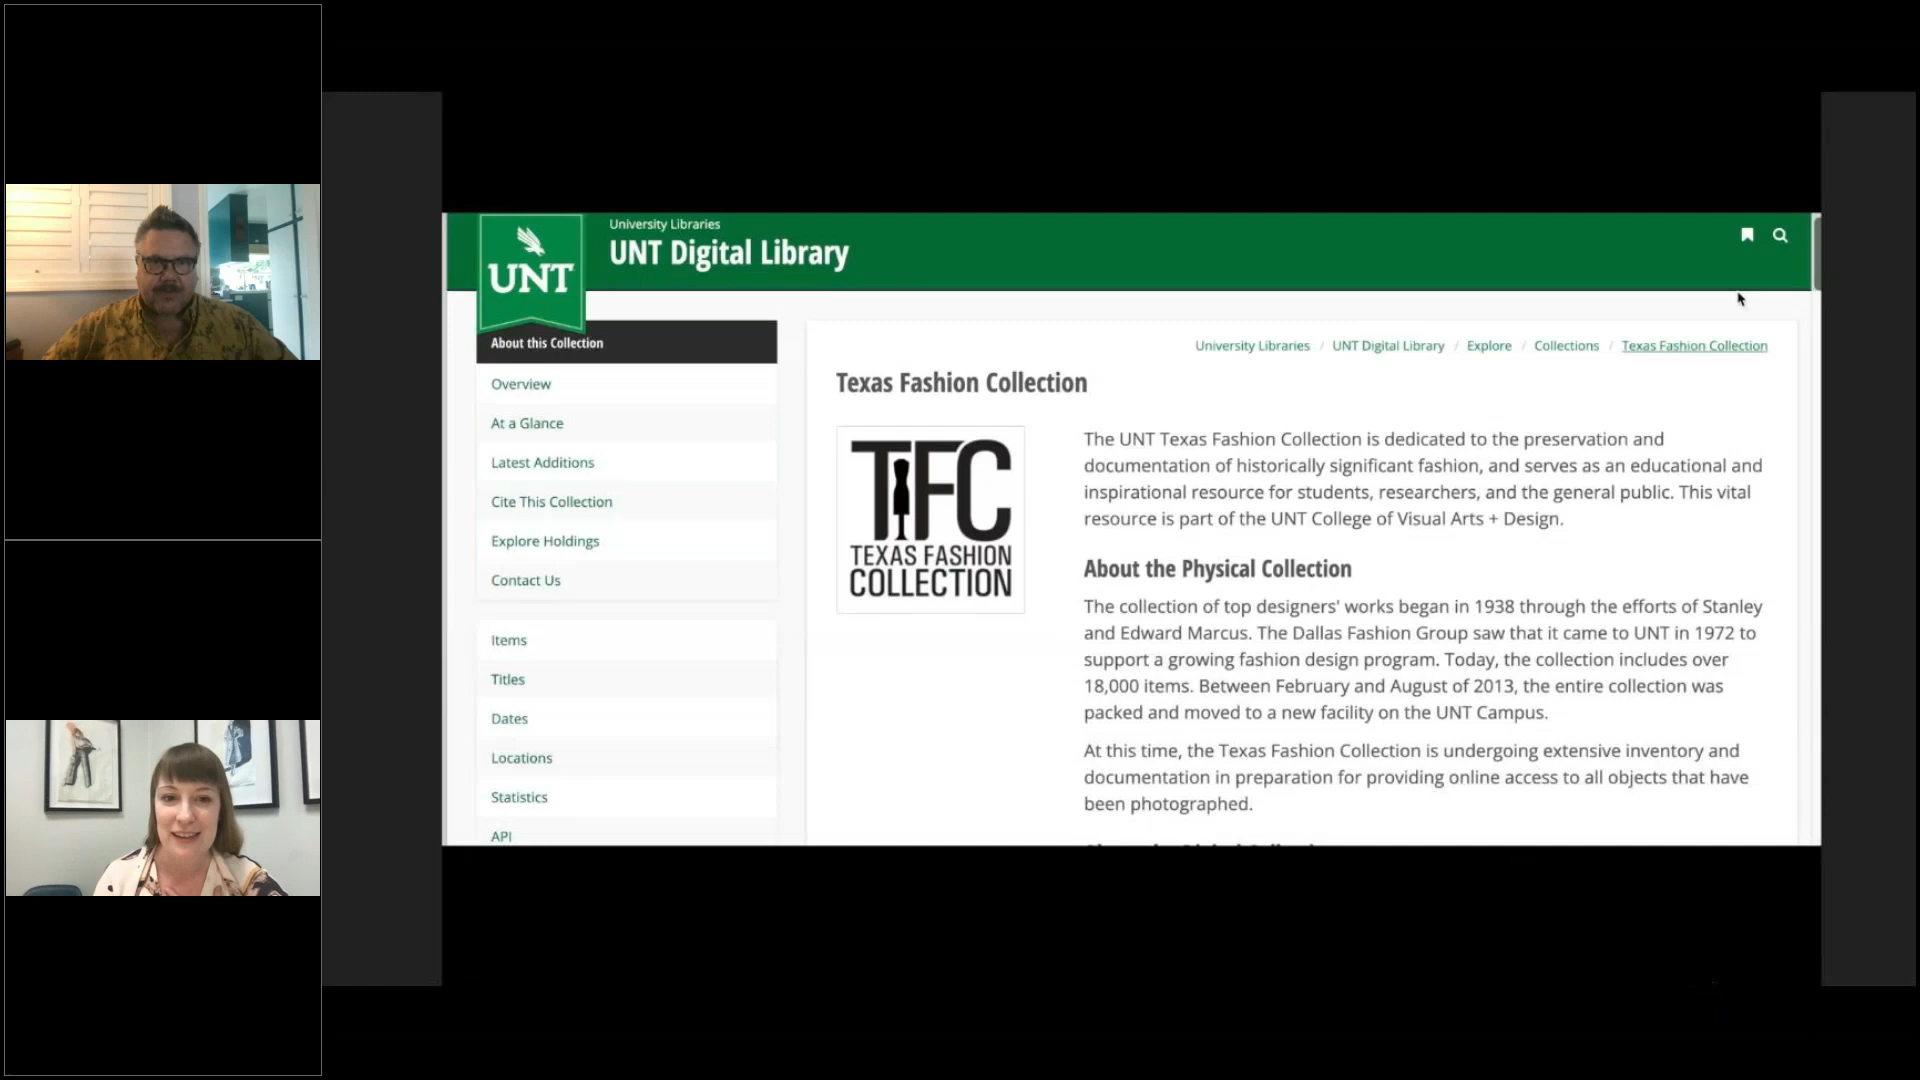 University Libraries
UNT Digital Library
UNT
About this Collection
Overview
At a Glance
Latest Additions
Cite This Collection
Explore Holdings
Contact Us
Items
Titles
Dates
Locations
Statistics
API
University Libraries / UNT Digital Library / Explore / Collections / Texas Fashion Collection
Texas Fashion Collection
TFC
TEXAS FASHION
COLLECTION
The UNT Texas Fashion Collection is dedicated to the preservation and
documentation of historically significant fashion, and serves as an educational and
inspirational resource for students, researchers, and the general public. This vital
resource is part of the UNT College of Visual Arts + Design.
About the Physical Collection
The collection of top designers' works began in 1938 through the efforts of Stanley
and Edward Marcus. The Dallas Fashion Group saw that it came to UNT in 1972 to
support a growing fashion design program. Today, the collection includes over
18,000 items. Between February and August of 2013, the entire collection was
packed and moved to a new facility on the UNT Campus.
At this time, the Texas Fashion Collection is undergoing extensive inventory and
documentation in preparation for providing online access to all objects that have
been photographed.